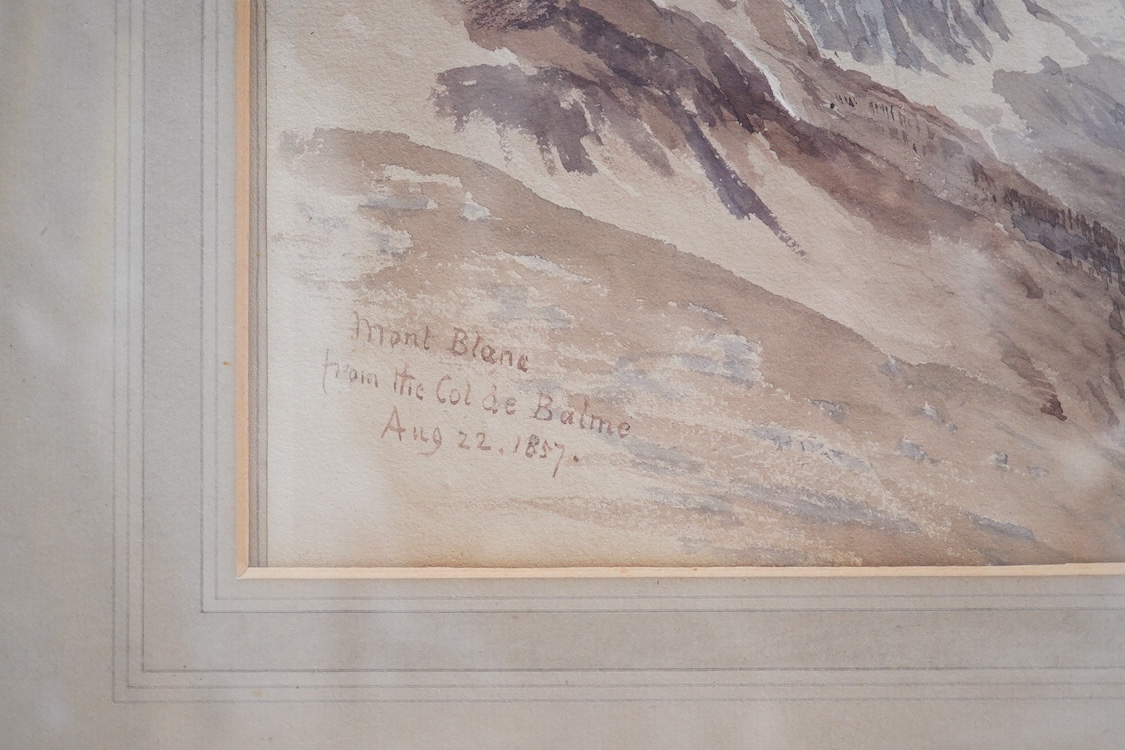 Mont Blanc
from the Col de Balme
Aug 22. 1857.